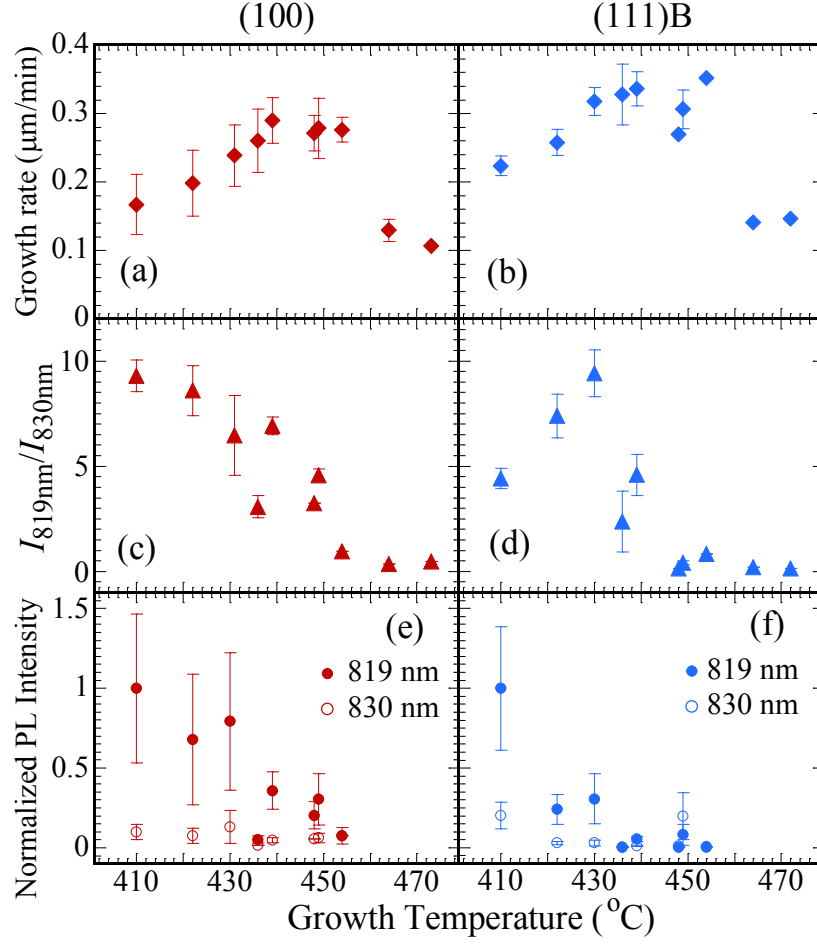 (100) (111)B
0.4
0.3
0.2
0.1
0
Growth rate (μm/min)
(a) (b)
10
5
0
I819nm/I830nm
(c) (d)
1.5
1
0.5
0
Normalized PL Intensity
(e) (f)
819 nm 819 nm
830 nm 830 nm
410 430 450 470 410 430 450 470
Growth Temperature (°C)